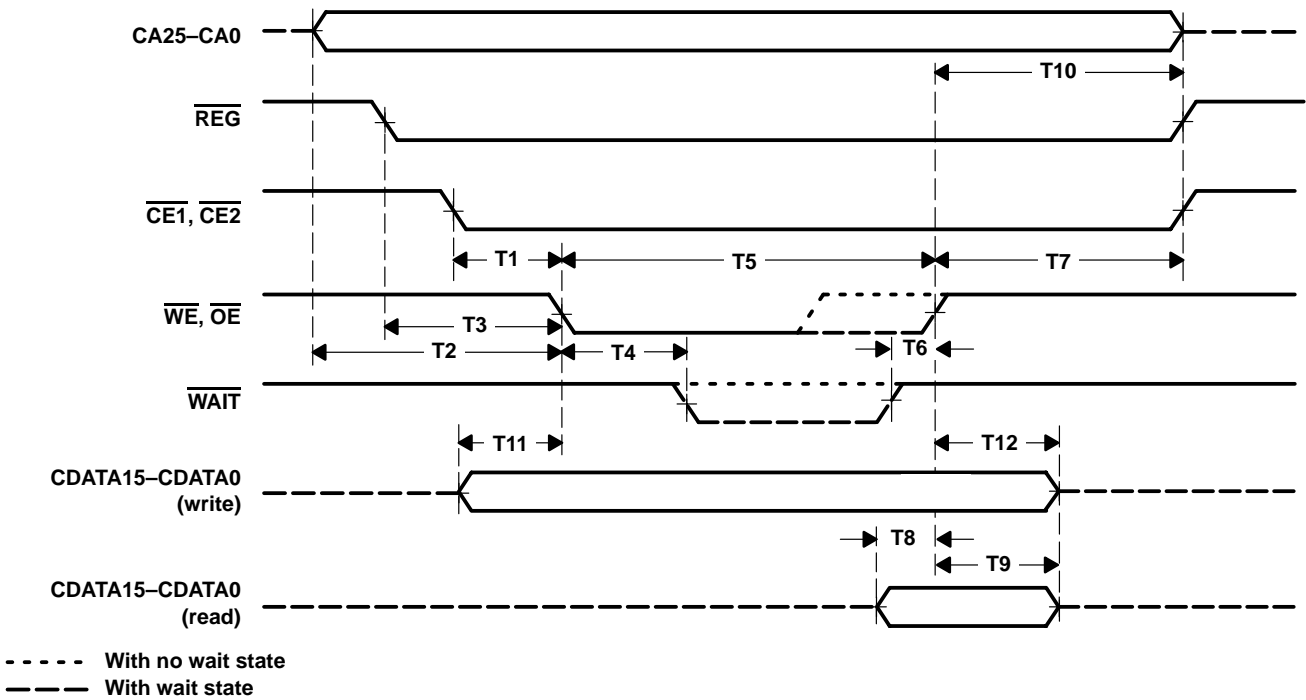 CA25–CA0
T10
REG
CE1, CE2
T1
T5
T7
WE, OE
T3
T2
T4
T6
WAIT
T11
T12
CDATA15–CDATA0
(write)
T8
T9
CDATA15–CDATA0
(read)
With no wait state
With wait state